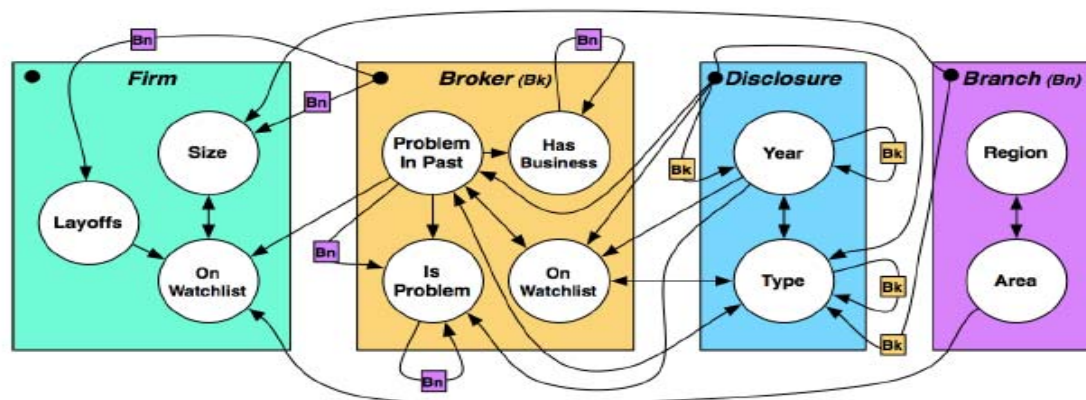 Bn
Bn
Firm
Broker (Bk)
Disclosure
Branch (Bn)
Bn
Size
Problem
In Past
Has
Business
Year
Bk
Region
Bk
Layoffs
Bn
On
Watchlist
Is
Problem
On
Watchlist
Type
Bk
Area
Bk
Bn